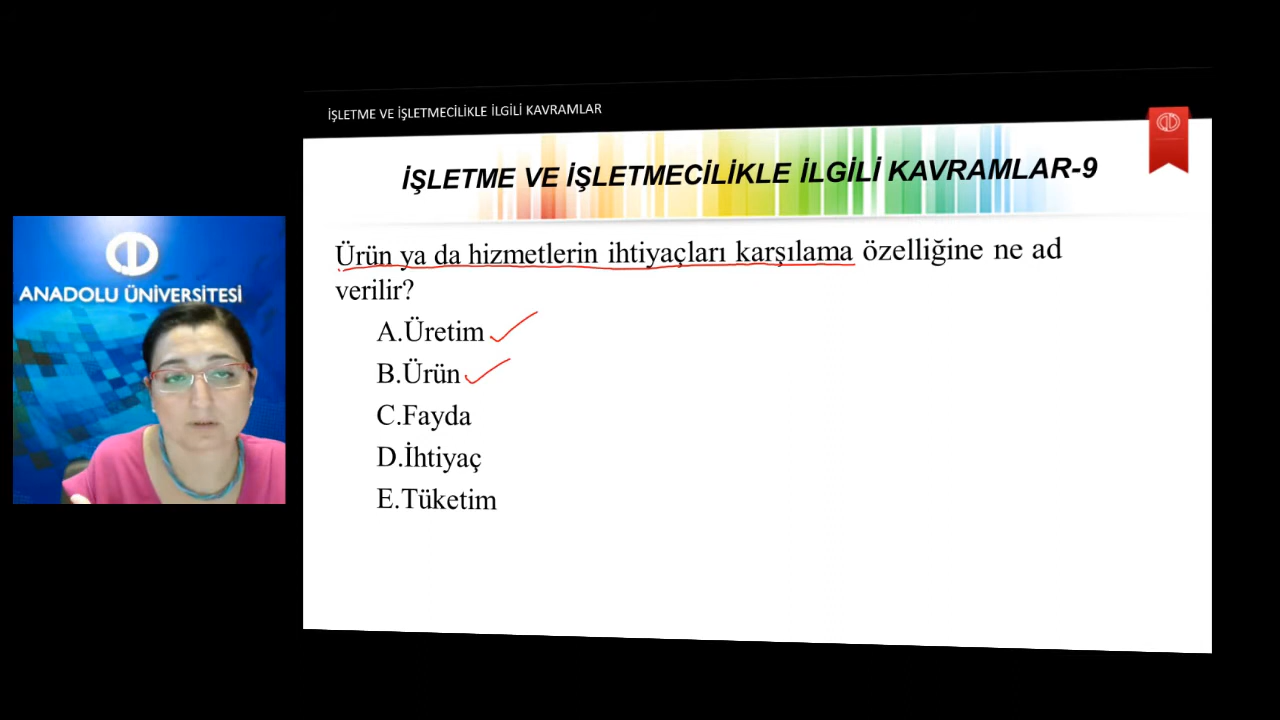 İŞLETME VE İŞLETMECİLİKLE İLGİLİ KAVRAMLAR
İŞLETME VE İŞLETMECİLİKLE İLGİLİ KAVRAMLAR-9
Ürün ya da hizmetlerin ihtiyaçları karşılama özelliğine ne ad
verilir?
A.Üretim
B.Ürün
C.Fayda
D.İhtiyaç
E.Tüketim
ANADOLU ÜNİVERSİTESİ